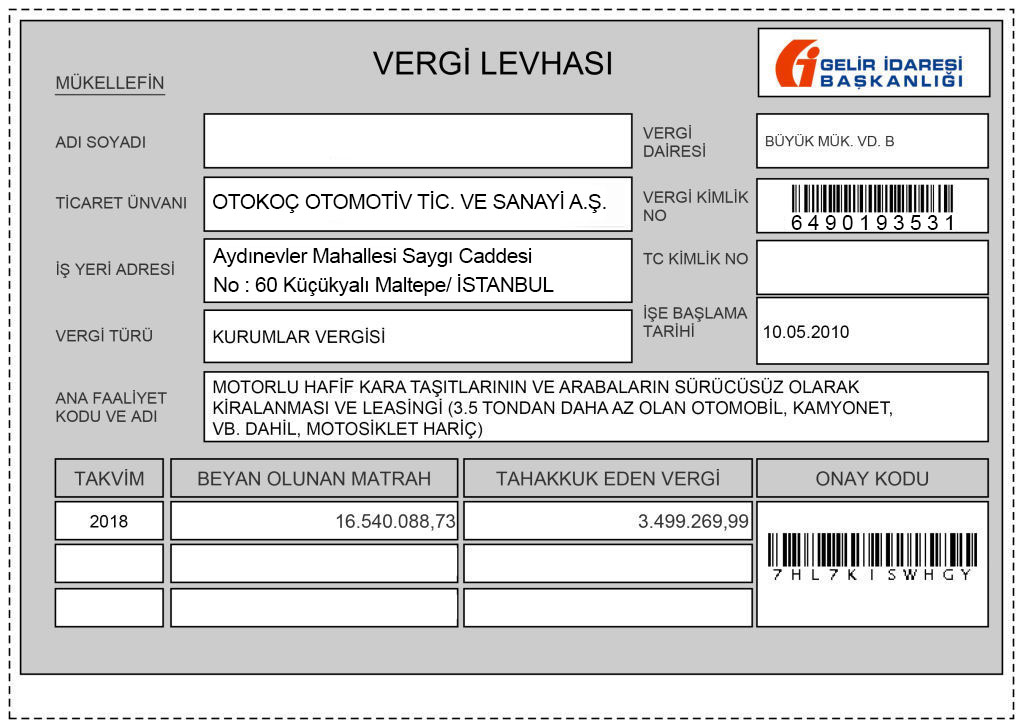 VERGİ LEVHASI
GELİR İDARESİ
BAŞKANLIĞI
MÜKELLEFİN
ADI SOYADI
VERGİ
DAİRESİ
BÜYÜK MÜK. VD. B
TİCARET ÜNVANI
OTOKOÇ OTOMOTİV TİC. VE SANAYİ A.Ş.
VERGİ KİMLİK
NO
6490193531
İŞ YERİ ADRESİ
Aydınevler Mahallesi Saygı Caddesi
No : 60 Küçükyalı Maltepe/ İSTANBUL
TC KİMLİK NO
VERGİ TÜRÜ
KURUMLAR VERGİSİ
İŞE BAŞLAMA
TARİHİ
10.05.2010
ANA FAALİYET
KODU VE ADI
MOTORLU HAFİF KARA TAŞITLARININ VE ARABALARIN SÜRÜCÜSÜZ OLARAK
KİRALANMASI VE LEASİNGİ (3.5 TONDAN DAHA AZ OLAN OTOMOBİL, KAMYONET,
VB. DAHİL, MOTOSİKLET HARİÇ)
TAKVİM BEYAN OLUNAN MATRAH TAHAKKUK EDEN VERGİ ONAY KODU
2018 16.540.088,73 3.499.269,99
7HL7KISWHGY